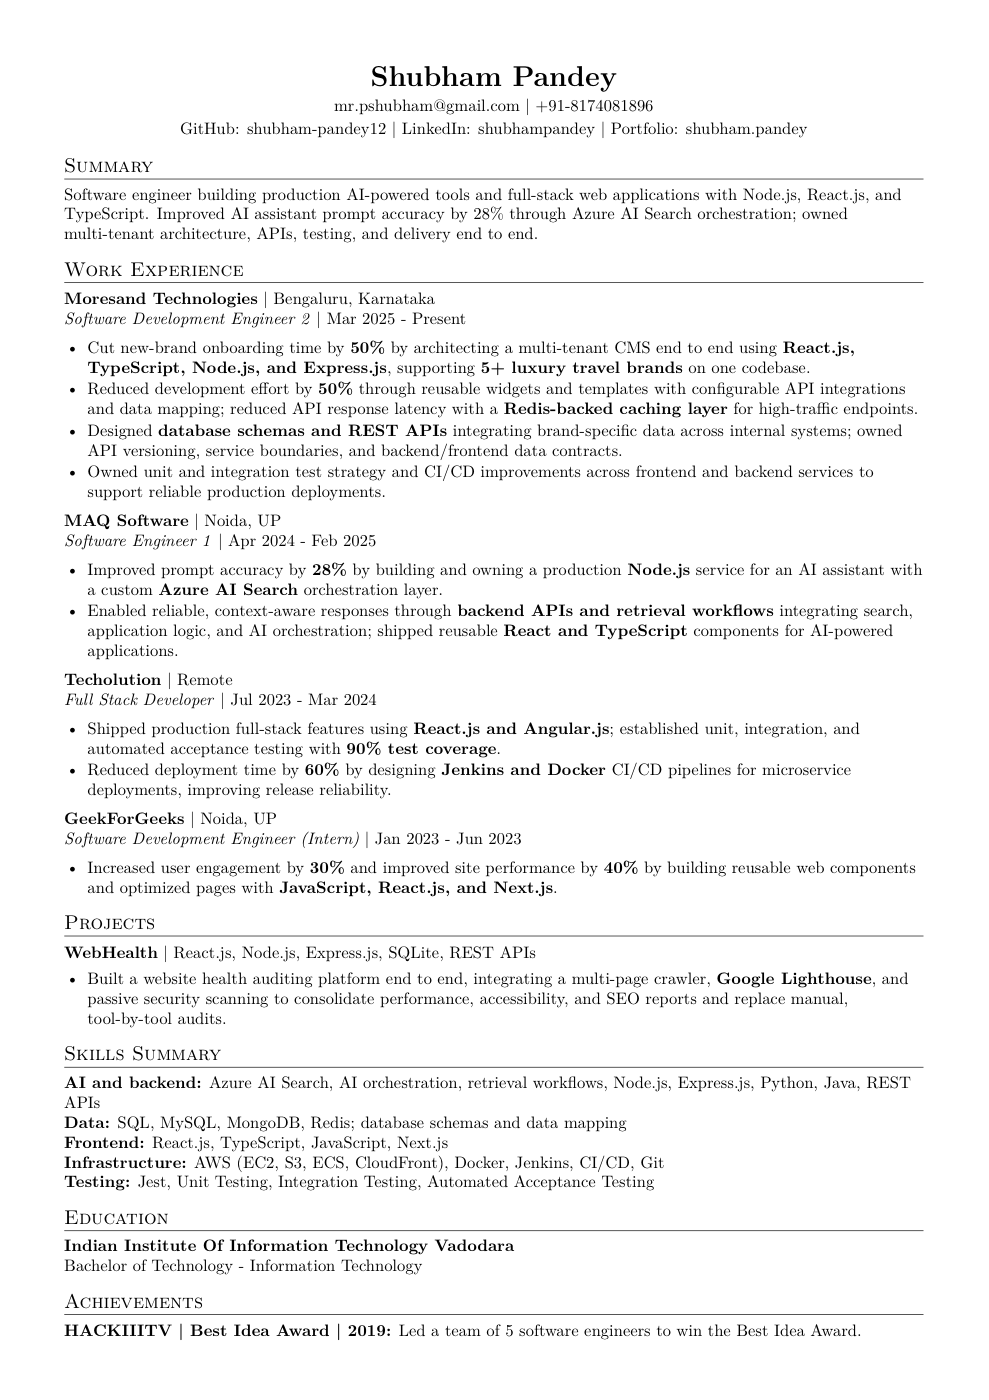 Shubham Pandey
mr.pshubham@gmail.com | +91-8174081896
GitHub: shubham-pandey12 | LinkedIn: shubhampandey | Portfolio: shubham.pandey
Summary
Software engineer building production AI-powered tools and full-stack web applications with Node.js, React.js, and
TypeScript. Improved AI assistant prompt accuracy by 28% through Azure AI Search orchestration; owned
multi-tenant architecture, APIs, testing, and delivery end to end.
Work Experience
Moresand Technologies | Bengaluru, Karnataka
Software Development Engineer 2 | Mar 2025 - Present
• Cut new-brand onboarding time by 50% by architecting a multi-tenant CMS end to end using React.js,
TypeScript, Node.js, and Express.js, supporting 5+ luxury travel brands on one codebase.
• Reduced development effort by 50% through reusable widgets and templates with configurable API integrations
and data mapping; reduced API response latency with a Redis-backed caching layer for high-traffic endpoints.
• Designed database schemas and REST APIs integrating brand-specific data across internal systems; owned
API versioning, service boundaries, and backend/frontend data contracts.
• Owned unit and integration test strategy and CI/CD improvements across frontend and backend services to
support reliable production deployments.
MAQ Software | Noida, UP
Software Engineer 1 | Apr 2024 - Feb 2025
• Improved prompt accuracy by 28% by building and owning a production Node.js service for an AI assistant with
a custom Azure AI Search orchestration layer.
• Enabled reliable, context-aware responses through backend APIs and retrieval workflows integrating search,
application logic, and AI orchestration; shipped reusable React and TypeScript components for AI-powered
applications.
Techolution | Remote
Full Stack Developer | Jul 2023 - Mar 2024
• Shipped production full-stack features using React.js and Angular.js; established unit, integration, and
automated acceptance testing with 90% test coverage.
• Reduced deployment time by 60% by designing Jenkins and Docker CI/CD pipelines for microservice
deployments, improving release reliability.
GeekForGeeks | Noida, UP
Software Development Engineer (Intern) | Jan 2023 - Jun 2023
• Increased user engagement by 30% and improved site performance by 40% by building reusable web components
and optimized pages with JavaScript, React.js, and Next.js.
Projects
WebHealth | React.js, Node.js, Express.js, SQLite, REST APIs
• Built a website health auditing platform end to end, integrating a multi-page crawler, Google Lighthouse, and
passive security scanning to consolidate performance, accessibility, and SEO reports and replace manual,
tool-by-tool audits.
Skills Summary
AI and backend: Azure AI Search, AI orchestration, retrieval workflows, Node.js, Express.js, Python, Java, REST
APIs
Data: SQL, MySQL, MongoDB, Redis; database schemas and data mapping
Frontend: React.js, TypeScript, JavaScript, Next.js
Infrastructure: AWS (EC2, S3, ECS, CloudFront), Docker, Jenkins, CI/CD, Git
Testing: Jest, Unit Testing, Integration Testing, Automated Acceptance Testing
Education
Indian Institute Of Information Technology Vadodara
Bachelor of Technology - Information Technology
Achievements
HACKIIITV | Best Idea Award | 2019: Led a team of 5 software engineers to win the Best Idea Award.